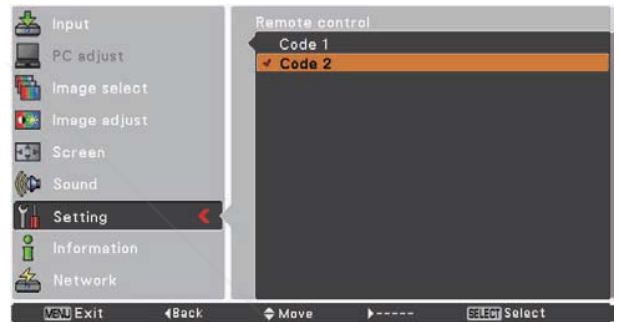 Input
PC adjust
Image select
Image adjust
Screen
Sound
Setting
Information
Network
Remote control
Code 1
Code 2
MENU Exit Back Move ----- SELECT Select